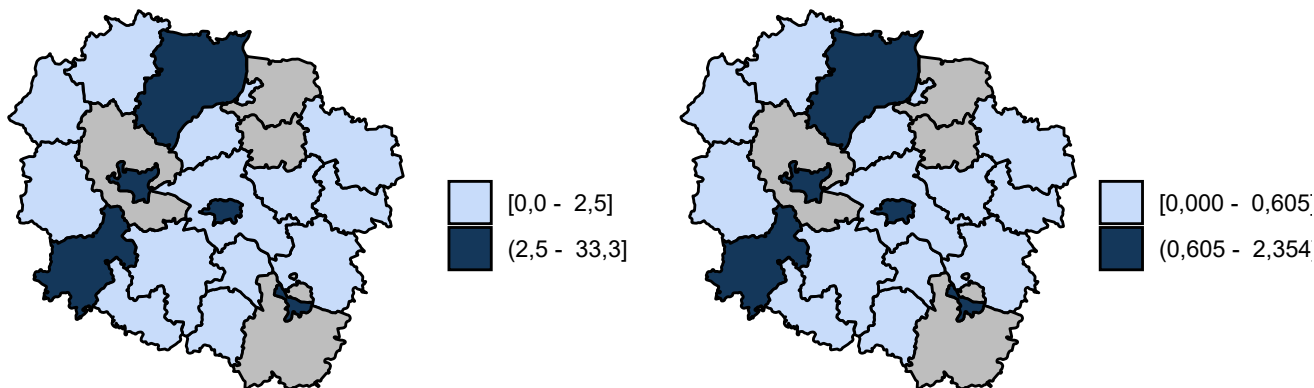 [0,0 -  2,5]
(2,5 -  33,3]
[0,000 -  0,605]
(0,605 -  2,354]